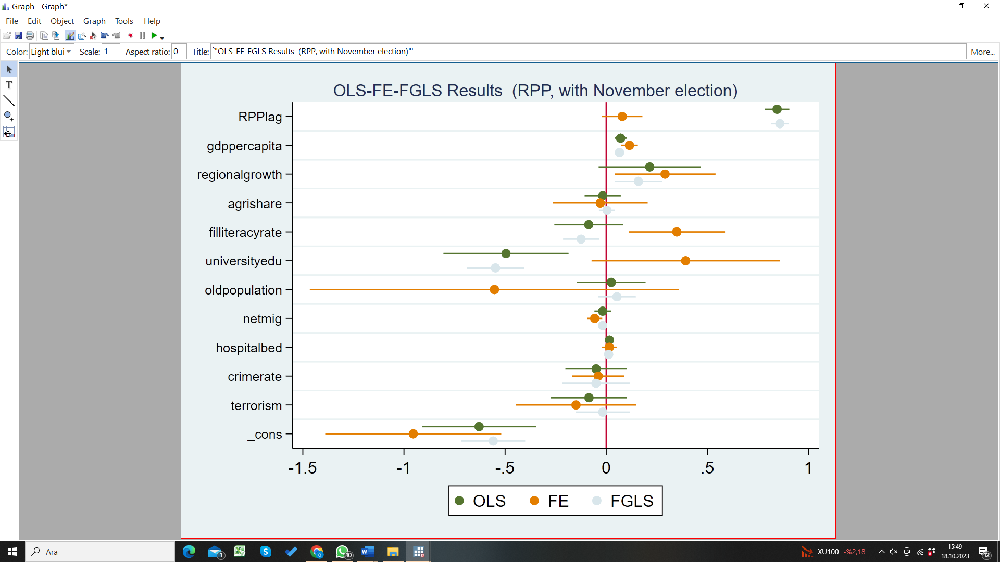 Graph - Graph*
File Edit Object Graph Tools Help
Color: Light blui Scale: 1 Aspect ratio: 0 Title: `"OLS-FE-FGLS Results  (RPP, with November election)"' More...
T
OLS-FE-FGLS Results  (RPP, with November election)
RPPlag
gdppercapita
regionalgrowth
agrishare
filliteracyrate
universityedu
oldpopulation
netmig
hospitalbed
crimerate
terrorism
_cons
-1.5 -1 -.5 0 .5 1
OLS FE FGLS
Ara 1 10 XU100 -%2,18 15:49
18.10.2023 12